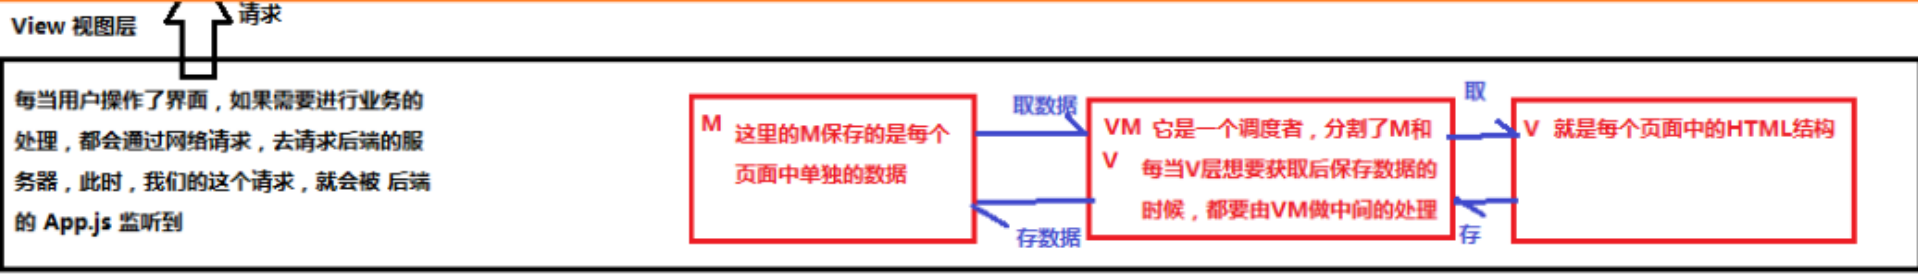 请求
View 视图层
每当用户操作了界面，如果需要进行业务的
处理，都会通过网络请求，去请求后端的服
务器，此时，我们的这个请求，就会被 后端
的 App.js 监听到
M 这里的M保存的是每个
页面中单独的数据
取数据
存数据
VM 它是一个调度者，分割了M和
V 每当V层想要获取后保存数据的
时候，都要由VM做中间的处理
取
存
V 就是每个页面中的HTML结构